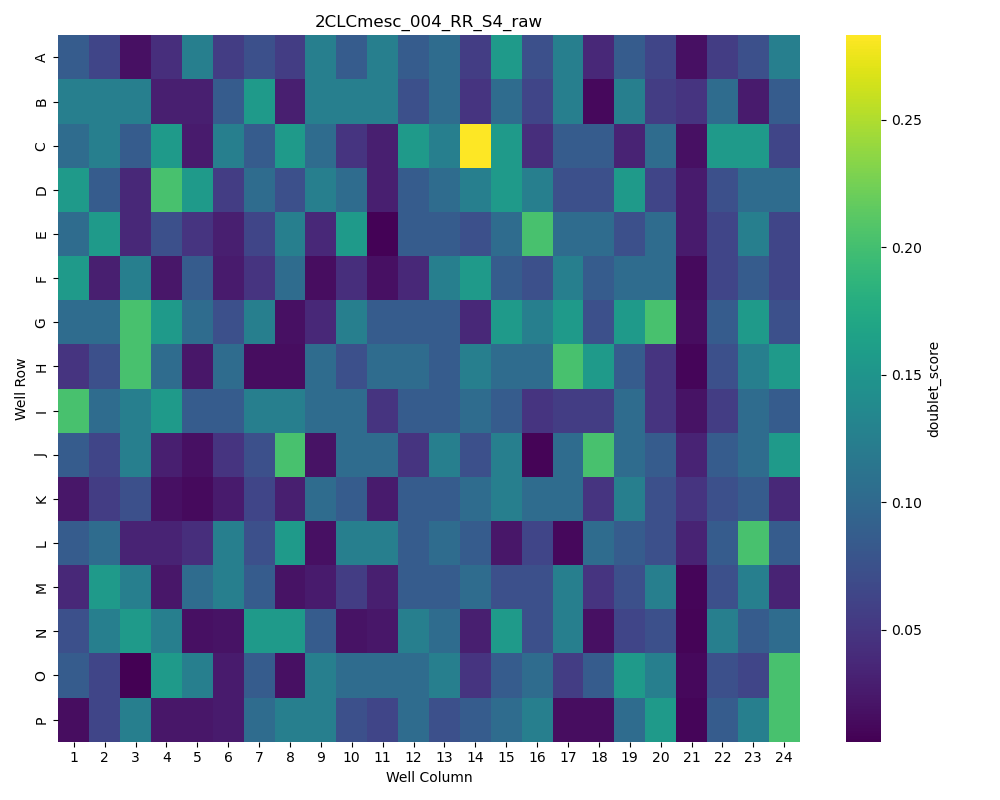 2CLCmesc_004_RR_S4_raw
A
B
C
D
E
F
G
H
I
J
K
L
M
N
O
P
Well Row
1 2 3 4 5 6 7 8 9 10 11 12 13 14 15 16 17 18 19 20 21 22 23 24
Well Column
0.25
0.20
0.15
0.10
0.05
doublet_score